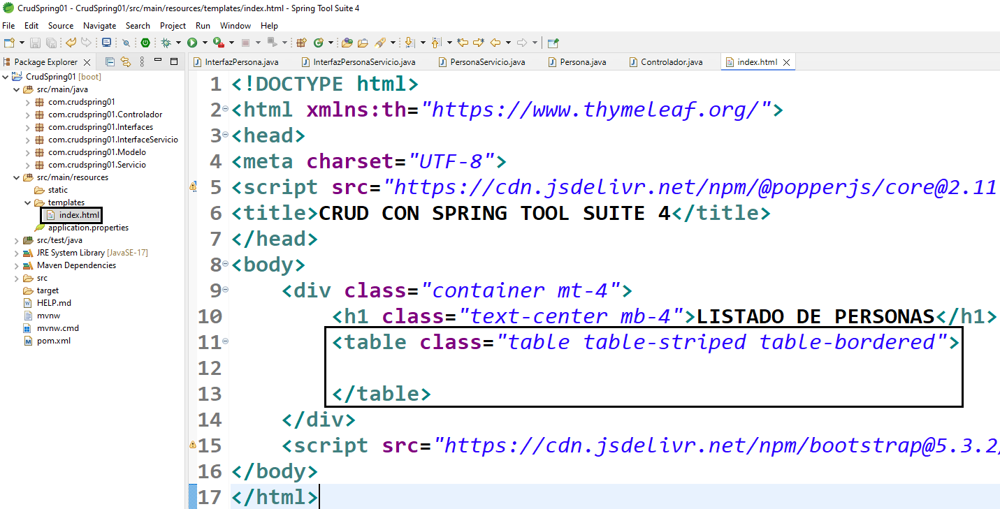 CrudSpring01 - CrudSpring01/src/main/resources/templates/index.html - Spring Tool Suite 4
File Edit Source Navigate Search Project Run Window Help
Package Explorer
CrudSpring01 [boot]
src/main/java
com.crudspring01
com.crudspring01.Controlador
com.crudspring01.Interfaces
com.crudspring01.InterfaceServicio
com.crudspring01.Modelo
com.crudspring01.Servicio
src/main/resources
static
templates
index.html
application.properties
src/test/java
JRE System Library [JavaSE-17]
Maven Dependencies
src
target
HELP.md
mvnw
mvnw.cmd
pom.xml
InterfazPersona.java InterfazPersonaServicio.java PersonaServicio.java Persona.java Controlador.java index.html
1 <!DOCTYPE html>
2 <html xmlns:th="https://www.thymeleaf.org/">
3 <head>
4 <meta charset="UTF-8">
5 <script src="https://cdn.jsdelivr.net/npm/@popperjs/core@2.11
6 <title>CRUD CON SPRING TOOL SUITE 4</title>
7 </head>
8 <body>
9 <div class="container mt-4">
10 <h1 class="text-center mb-4">LISTADO DE PERSONAS</h1>
11 <table class="table table-striped table-bordered">
12
13 </table>
14 </div>
15 <script src="https://cdn.jsdelivr.net/npm/bootstrap@5.3.2/
16 </body>
17 </html>